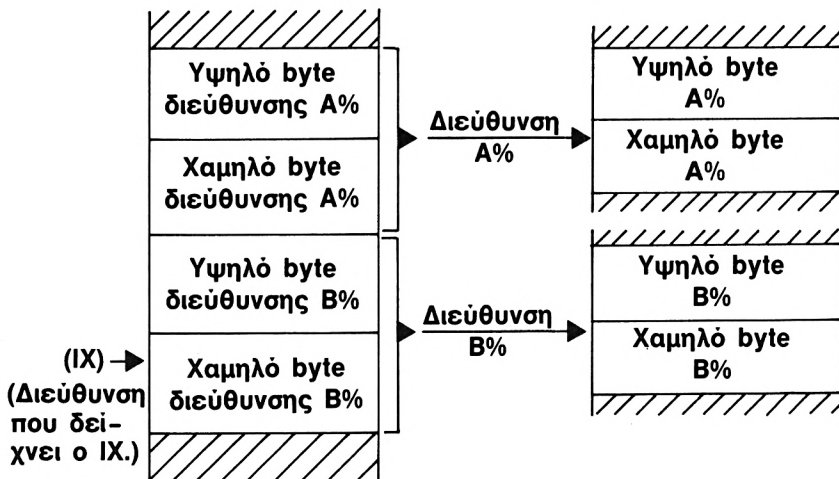 Υψηλό byte
διεύθυνσης A%
Χαμηλό byte
διεύθυνσης A%
Υψηλό byte
διεύθυνσης B%
Χαμηλό byte
διεύθυνσης B%
(IX)
(Διεύθυνση
που δεί-
χνει ο IX.)
Διεύθυνση
A%
Διεύθυνση
B%
Υψηλό byte
A%
Χαμηλό byte
A%
Υψηλό byte
B%
Χαμηλό byte
B%